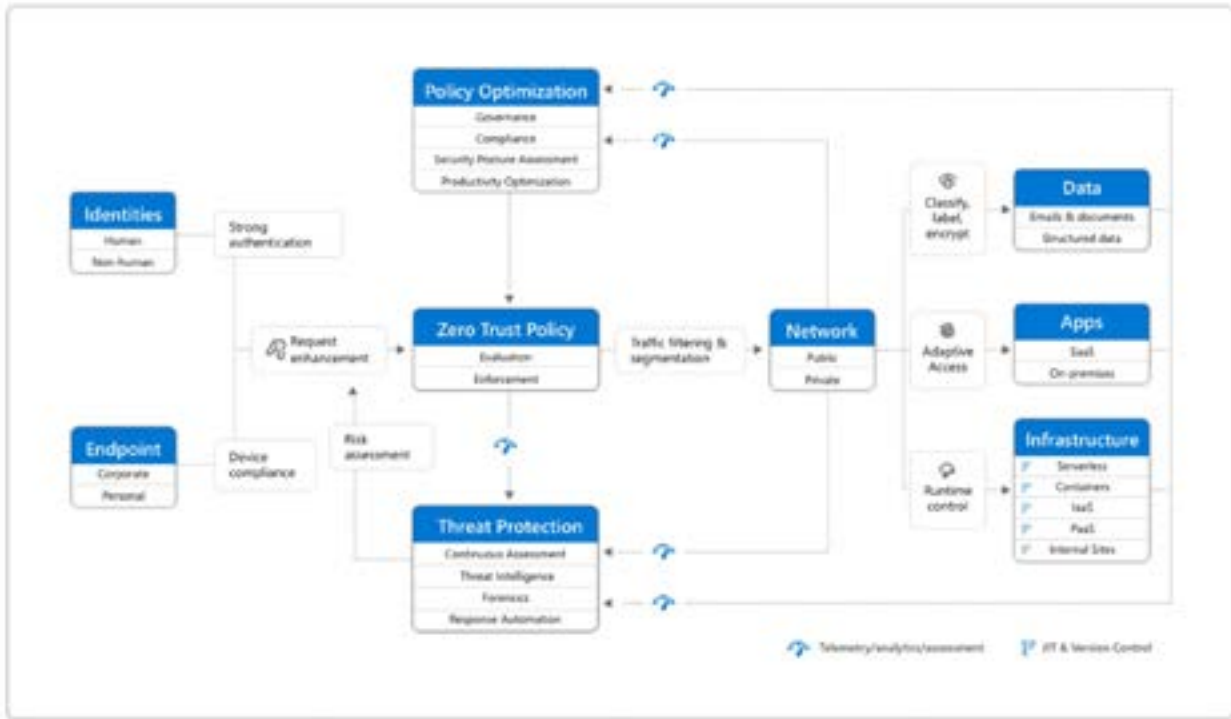 Policy Optimization
Governance
Compliance
Security Posture Assessment
Productivity Optimization
Identities
Human
Non-human
Strong
authentication
Classify,
label,
encrypt
Data
Emails & documents
Structured data
Request
enhancement
Zero Trust Policy
Evaluation
Enforcement
Traffic filtering &
segmentation
Network
Public
Private
Adaptive
Access
Apps
SaaS
On-premises
Endpoint
Corporate
Personal
Device
compliance
Risk
assessment
Runtime
control
Infrastructure
Serverless
Containers
IaaS
PaaS
Internal Sites
Threat Protection
Continuous Assessment
Threat Intelligence
Forensics
Response Automation
Telemetry/analytics/assessment
JIT & Version Control